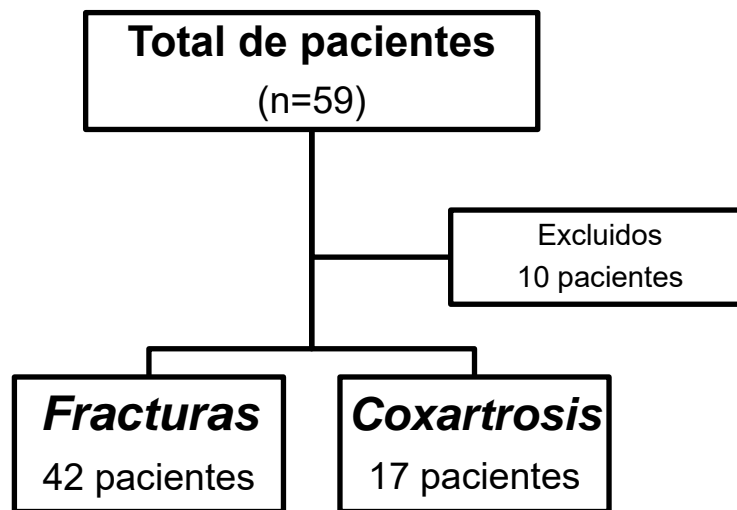 Total de pacientes
(n=59)
Excluidos
10 pacientes
Fracturas
42 pacientes
Coxartrosis
17 pacientes